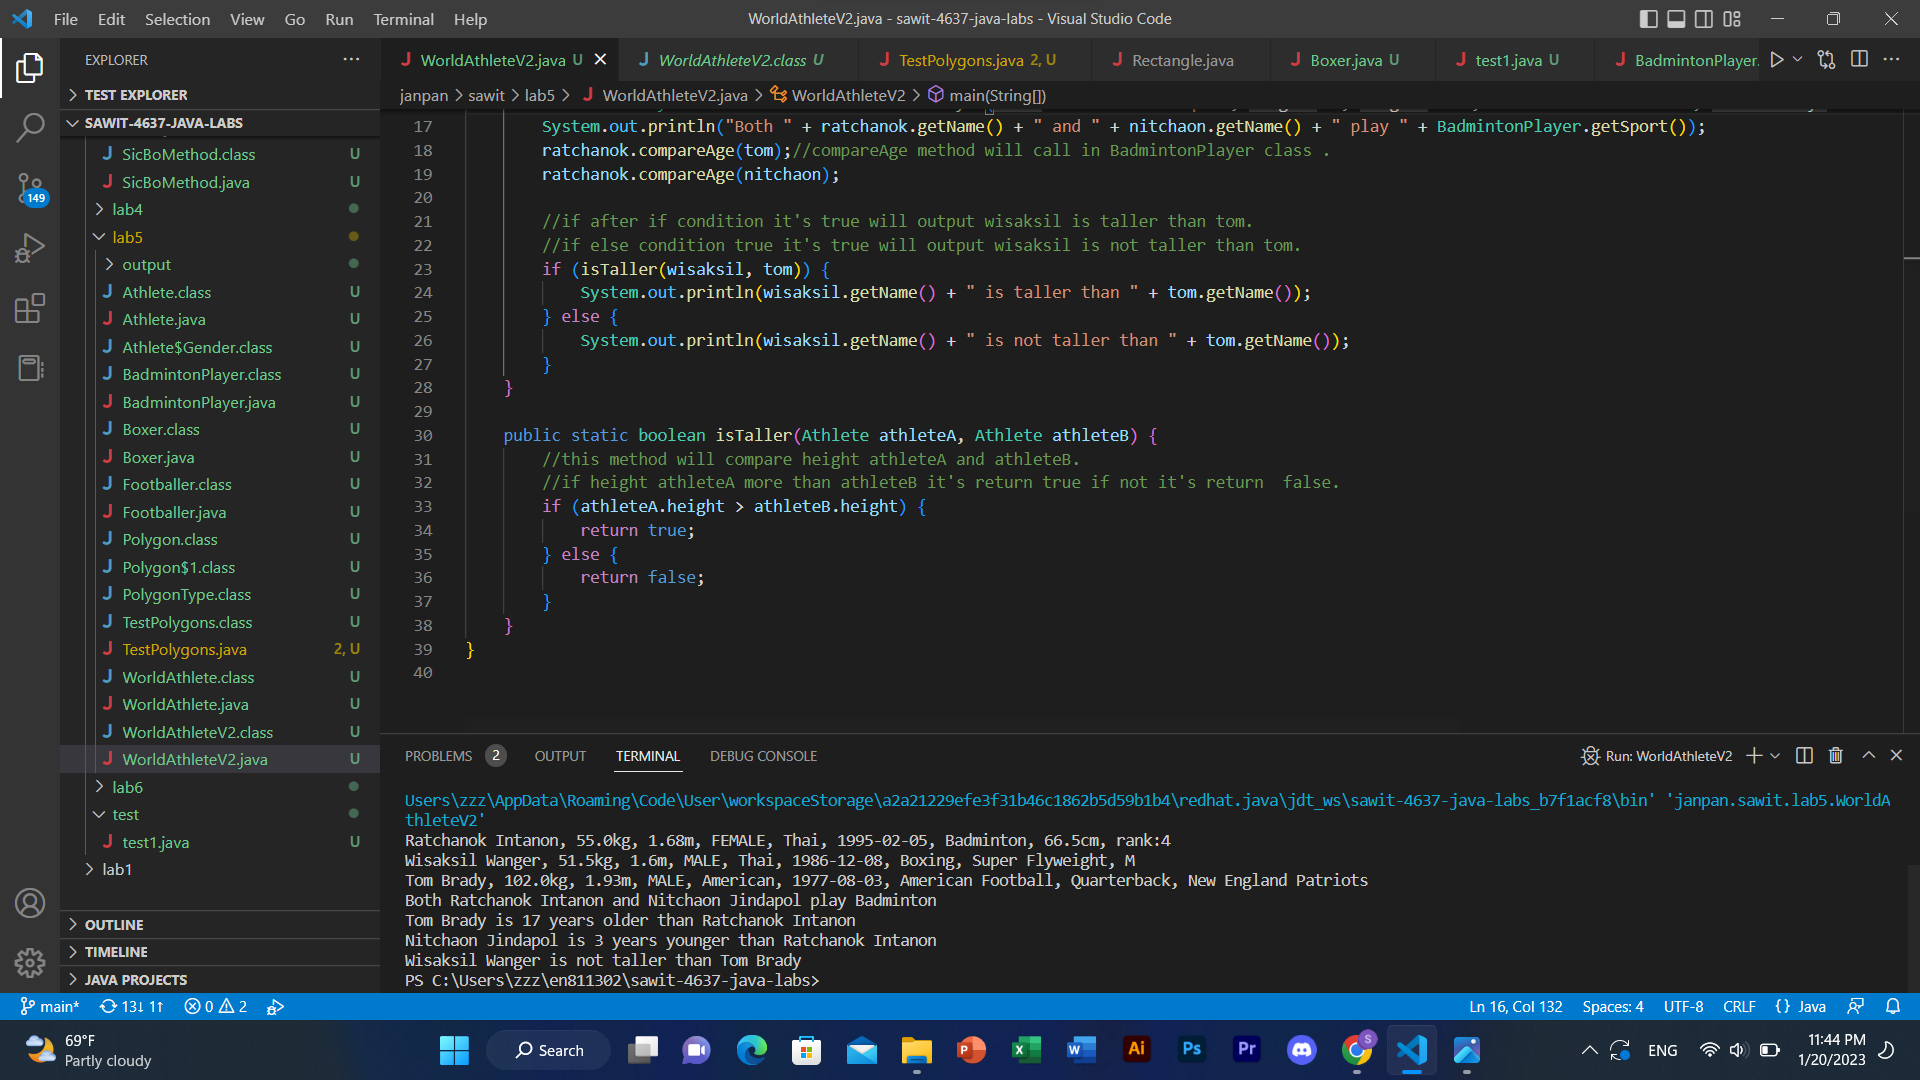 File Edit Selection View Go Run Terminal Help
WorldAthleteV2.java - sawit-4637-java-labs - Visual Studio Code
EXPLORER
WorldAthleteV2.java U
WorldAthleteV2.class U
TestPolygons.java 2, U
Rectangle.java
Boxer.java U
test1.java U
BadmintonPlayer.
TEST EXPLORER
janpan > sawit > lab5 > WorldAthleteV2.java > WorldAthleteV2 > main(String[])
SAWIT-4637-JAVA-LABS
SicBoMethod.class U
SicBoMethod.java U
lab4
lab5
output
Athlete.class U
Athlete.java U
Athlete$Gender.class U
BadmintonPlayer.class U
BadmintonPlayer.java U
Boxer.class U
Boxer.java U
Footballer.class U
Footballer.java U
Polygon.class U
Polygon$1.class U
PolygonType.class U
TestPolygons.class U
TestPolygons.java 2, U
WorldAthlete.class U
WorldAthlete.java U
WorldAthleteV2.class U
WorldAthleteV2.java U
lab6
test
test1.java U
lab1
OUTLINE
TIMELINE
JAVA PROJECTS
149
17 System.out.println("Both " + ratchanok.getName() + " and " + nitchaon.getName() + " play " + BadmintonPlayer.getSport());
18 ratchanok.compareAge(tom);//compareAge method will call in BadmintonPlayer class .
19 ratchanok.compareAge(nitchaon);
20
21 //if after if condition it's true will output wisaksil is taller than tom.
22 //if else condition true it's true will output wisaksil is not taller than tom.
23 if (isTaller(wisaksil, tom)) {
24 System.out.println(wisaksil.getName() + " is taller than " + tom.getName());
25 } else {
26 System.out.println(wisaksil.getName() + " is not taller than " + tom.getName());
27 }
28 }
29
30 public static boolean isTaller(Athlete athleteA, Athlete athleteB) {
31 //this method will compare height athleteA and athleteB.
32 //if height athleteA more than athleteB it's return true if not it's return  false.
33 if (athleteA.height > athleteB.height) {
34 return true;
35 } else {
36 return false;
37 }
38 }
39 }
40
PROBLEMS 2 OUTPUT TERMINAL DEBUG CONSOLE
Run: WorldAthleteV2
Users\zzz\AppData\Roaming\Code\User\workspaceStorage\a2a21229efe3f31b46c1862b5d59b1b4\redhat.java\jdt_ws\sawit-4637-java-labs_b7f1acf8\bin' 'janpan.sawit.lab5.WorldA
thleteV2'
Ratchanok Intanon, 55.0kg, 1.68m, FEMALE, Thai, 1995-02-05, Badminton, 66.5cm, rank:4
Wisaksil Wanger, 51.5kg, 1.6m, MALE, Thai, 1986-12-08, Boxing, Super Flyweight, M
Tom Brady, 102.0kg, 1.93m, MALE, American, 1977-08-03, American Football, Quarterback, New England Patriots
Both Ratchanok Intanon and Nitchaon Jindapol play Badminton
Tom Brady is 17 years older than Ratchanok Intanon
Nitchaon Jindapol is 3 years younger than Ratchanok Intanon
Wisaksil Wanger is not taller than Tom Brady
PS C:\Users\zzz\en811302\sawit-4637-java-labs>
main* 13↓ 1↑ 0 2
Ln 16, Col 132 Spaces: 4 UTF-8 CRLF {} Java
69°F
Partly cloudy
Search
P X W Ai Ps Pr S
ENG
11:44 PM
1/20/2023